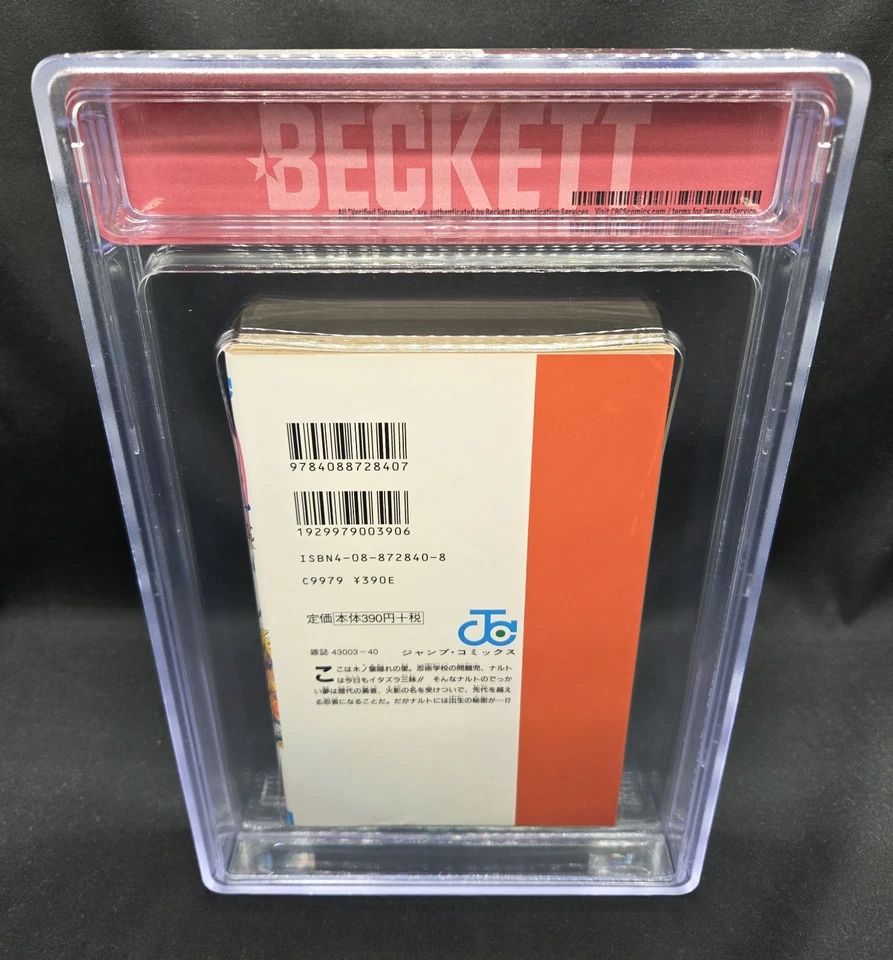 BECKETT
All "Verified Signatures" are authenticated by Beckett Authentication Services Visit CBCScomics.com / terms for Terms of Service
9784088728407
1929979003906
ISBN4-08-872840-8
C9979 ¥390E
定価 本体390円+税
雑誌 43003-40
ジャンプ・コミックス
ここは木ノ葉隠れの里。忍術学校の問題児、ナルト
は今日もイタズラ三昧!! そんなナルトのでっか
い夢は歴代の勇者、火影の名を受けついで、先代を越え
る忍者になることだ。だがナルトには出生の秘密が…!?